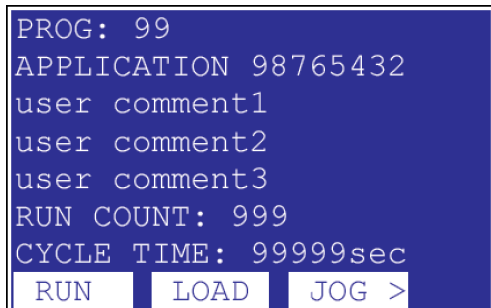 PROG: 99
APPLICATION 98765432
user comment1
user comment2
user comment3
RUN COUNT: 999
CYCLE TIME: 99999sec
RUN LOAD JOG >